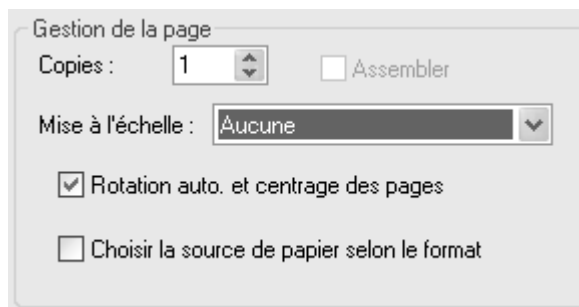 Gestion de la page
Copies : 1 Assembler
Mise à l'échelle : Aucune
Rotation auto. et centrage des pages
Choisir la source de papier selon le format